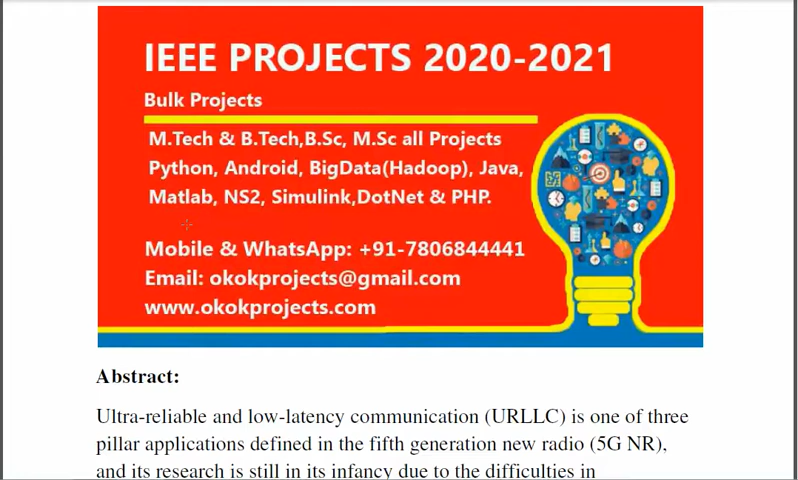 IEEE PROJECTS 2020-2021
Bulk Projects
M.Tech & B.Tech,B.Sc, M.Sc all Projects
Python, Android, BigData(Hadoop), Java,
Matlab, NS2, Simulink,DotNet & PHP.
Mobile & WhatsApp: +91-7806844441
Email: okokprojects@gmail.com
www.okokprojects.com
Abstract:
Ultra-reliable and low-latency communication (URLLC) is one of three
pillar applications defined in the fifth generation new radio (5G NR),
and its research is still in its infancy due to the difficulties in